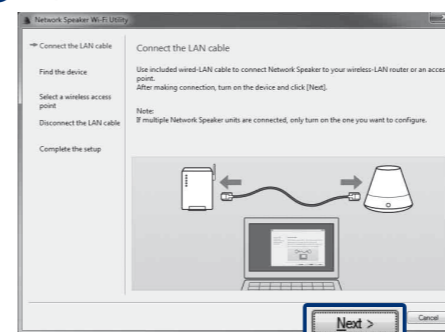 Network Speaker Wi-Fi Utility
Connect the LAN cable
Find the device
Select a wireless access
point
Disconnect the LAN cable
Complete the setup
Connect the LAN cable
Use included wired-LAN cable to connect Network Speaker to your wireless-LAN router or an acces
point.
After making connection, turn on the device and click [Next].
Note:
If multiple Network Speaker units are connected, only turn on the one you want to configure.
Next >
Cancel